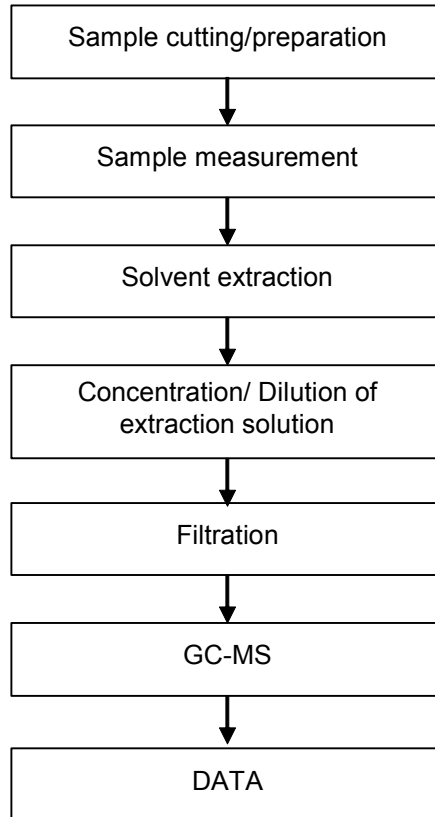 Sample cutting/preparation
Sample measurement
Solvent extraction
Concentration/ Dilution of
extraction solution
Filtration
GC-MS
DATA